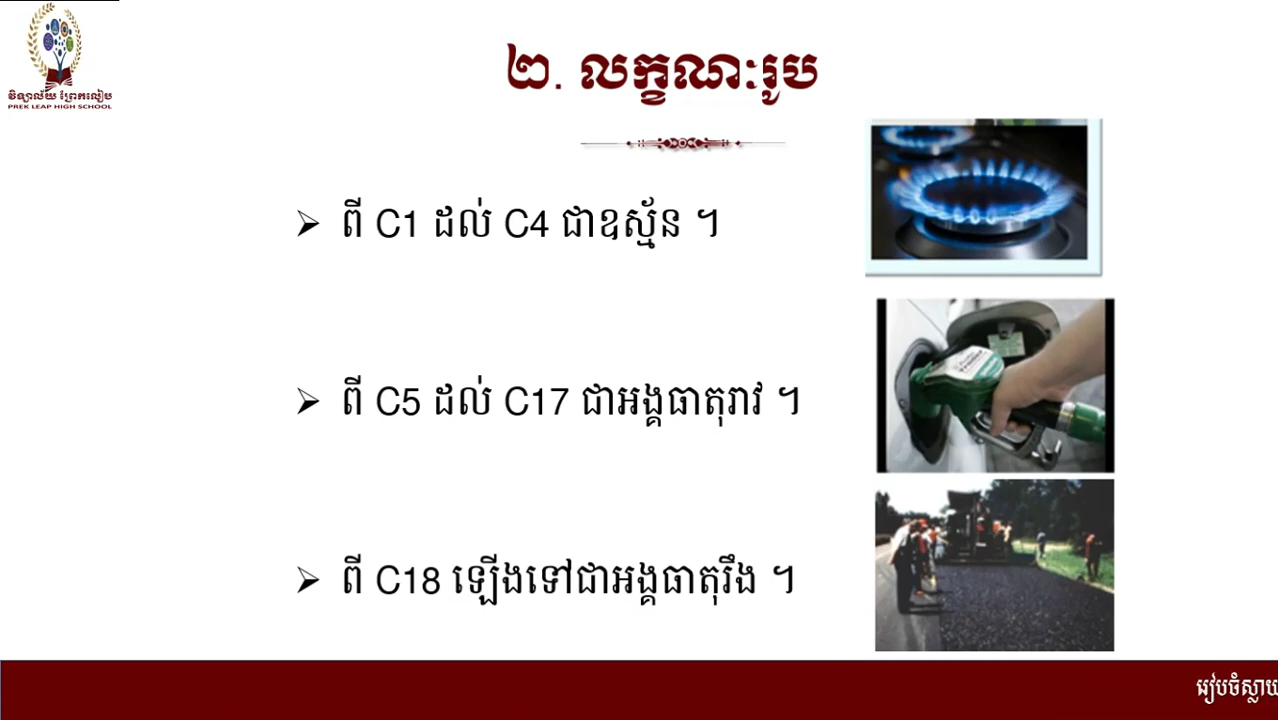 វិទ្យាល័យ ព្រែកលៀប
PREK LEAP HIGH SCHOOL
២. លក្ខណៈរូប
ពី C1 ដល់ C4 ជាឧស្ម័ន ។
ពី C5 ដល់ C17 ជាអង្គធាតុរាវ ។
ពី C18 ឡើងទៅជាអង្គធាតុរឹង ។
រៀបចំស្លាយ